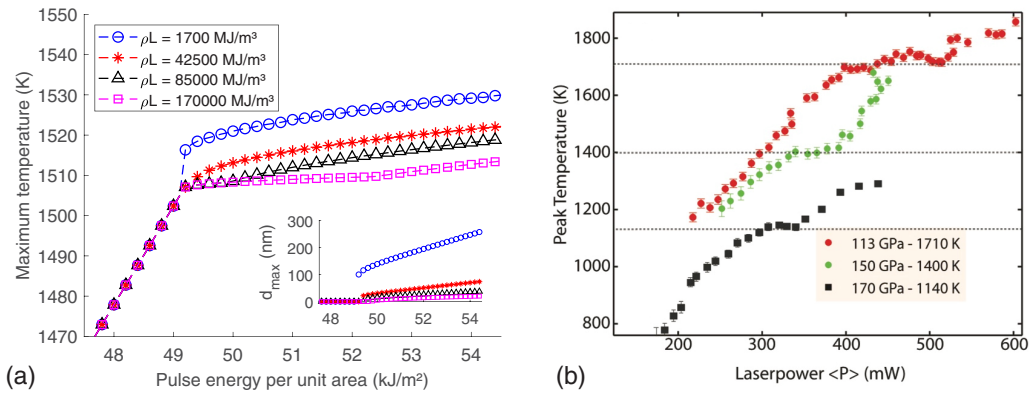 1550
1540
1530
1520
1510
1500
1490
1480
1470
Maximum temperature (K)
ρL = 1700 MJ/m³
ρL = 42500 MJ/m³
ρL = 85000 MJ/m³
ρL = 170000 MJ/m³
300
200
100
0
d max (nm)
48 50 52 54
48 49 50 51 52 53 54
Pulse energy per unit area (kJ/m²)
(a)
1800
1600
1400
1200
1000
800
Peak Temperature (K)
113 GPa - 1710 K
150 GPa - 1400 K
170 GPa - 1140 K
200 300 400 500 600
Laserpower <P> (mW)
(b)